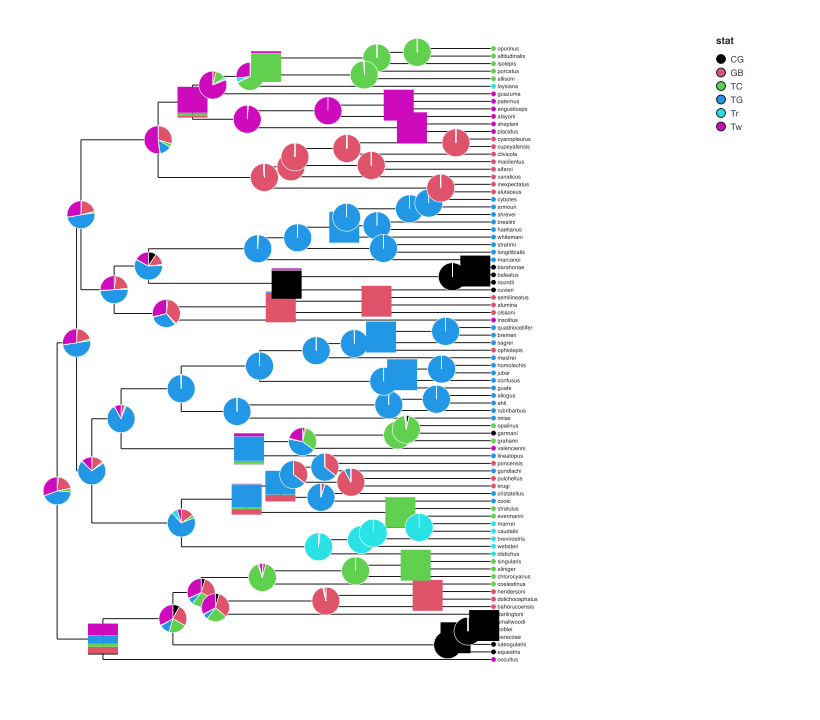 stat
CG
GB
TC
TG
Tr
Tw
oporinus
altitudinalis
isolepis
porcatus
allisoni
loysiana
guazuma
paternus
angusticeps
alayoni
sheplani
placidus
cyanopleurus
cupeyalensis
clivicola
macilentus
alfaroi
vanidicus
inexpectatus
alutaceus
cybotes
armouri
shrevei
breslini
haetianus
whitemani
strahmi
longitibialis
marcanoi
barahonae
baleatus
ricordii
cuvieri
semilineatus
alumina
olssoni
insolitus
quadriocellifer
bremeri
sagrei
ophiolepis
mestrei
homolechis
jubar
confusus
guafe
allogus
ahli
rubribarbus
imias
opalinus
garmani
grahami
valencienni
lineatopus
poncensis
gundlachi
pulchellus
krugi
cristatellus
cooki
stratulus
evermanni
marron
caudalis
brevirostris
websteri
distichus
singularis
aliniger
chlorocyanus
coelestinus
hendersoni
dolichocephalus
bahorucoensis
darlingtoni
smallwoodi
noblei
baracoae
luteogularis
equestris
occultus